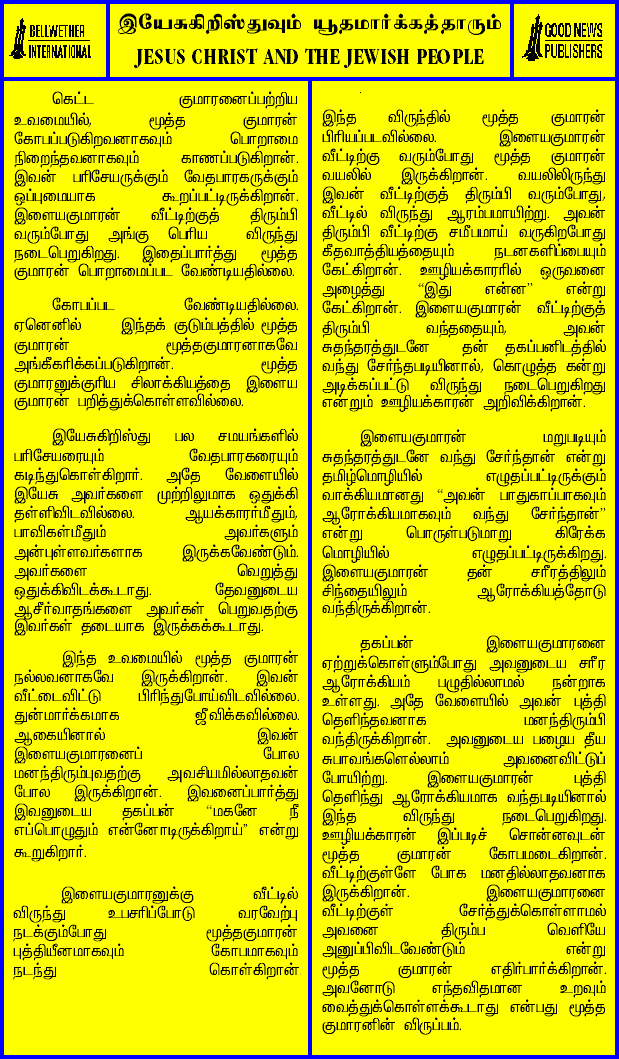 BELLWETHER
INTERNATIONAL
இயேசுகிறிஸ்துவும் யூதமார்க்கத்தாரும்
JESUS CHRIST AND THE JEWISH PEOPLE
GOOD NEWS
PUBLISHERS
கெட்ட குமாரனைப்பற்றிய
உவமையில், மூத்த குமாரன்
கோபப்படுகிறவனாகவும் பொறாமை
நிறைந்தவனாகவும் காணப்படுகிறான்.
இவன் பரிசேயருக்கும் வேதபாரகருக்கும்
ஒப்புமையாக கூறப்பட்டிருக்கிறான்.
இளையகுமாரன் வீட்டிற்குத் திரும்பி
வரும்போது அங்கு பெரிய விருந்து
நடைபெறுகிறது. இதைப்பார்த்து மூத்த
குமாரன் பொறாமைப்பட வேண்டியதில்லை.
கோபப்பட வேண்டியதில்லை.
ஏனெனில் இந்தக் குடும்பத்தில் மூத்த
குமாரன் மூத்தகுமாரனாகவே
அங்கீகரிக்கப்படுகிறான். மூத்த
குமாரனுக்குரிய சிலாக்கியத்தை இளைய
குமாரன் பறித்துக்கொள்ளவில்லை.
இயேசுகிறிஸ்து பல சமயங்களில்
பரிசேயரையும் வேதபாரகரையும்
கடிந்துகொள்கிறார். அதே வேளையில்
இயேசு அவர்களை முற்றிலுமாக ஒதுக்கி
தள்ளிவிடவில்லை. ஆயக்காரர்மீதும்,
பாவிகள்மீதும் அவர்களும்
அன்புள்ளவர்களாக இருக்கவேண்டும்.
அவர்களை வெறுத்து
ஒதுக்கிவிடக்கூடாது. தேவனுடைய
ஆசீர்வாதங்களை அவர்கள் பெறுவதற்கு
இவர்கள் தடையாக இருக்கக்கூடாது.
இந்த உவமையில் மூத்த குமாரன்
நல்லவனாகவே இருக்கிறான். இவன்
வீட்டைவிட்டு பிரிந்துபோய்விடவில்லை.
துன்மார்க்கமாக ஜீவிக்கவில்லை.
ஆகையினால் இவன்
இளையகுமாரனைப் போல
மனந்திரும்புவதற்கு அவசியமில்லாதவன்
போல இருக்கிறான். இவனைப்பார்த்து
இவனுடைய தகப்பன் “மகனே நீ
எப்பொழுதும் என்னோடிருக்கிறாய்” என்று
கூறுகிறார்.
இளையகுமாரனுக்கு வீட்டில்
விருந்து உபசரிப்போடு வரவேற்பு
நடக்கும்போது மூத்தகுமாரன்
புத்தியீனமாகவும் கோபமாகவும்
நடந்து கொள்கிறான்.
இந்த விருந்தில் மூத்த குமாரன்
பிரியப்படவில்லை. இளையகுமாரன்
வீட்டிற்கு வரும்போது மூத்த குமாரன்
வயலில் இருக்கிறான். வயலிலிருந்து
இவன் வீட்டிற்குத் திரும்பி வரும்போது,
வீட்டில் விருந்து ஆரம்பமாயிற்று. அவன்
திரும்பி வீட்டிற்கு சமீபமாய் வருகிறபோது
கீதவாத்தியத்தையும் நடனகளிப்பையும்
கேட்கிறான். ஊழியக்காரரில் ஒருவனை
அழைத்து “இது என்ன” என்று
கேட்கிறான். இளையகுமாரன் வீட்டிற்குத்
திரும்பி வந்ததையும், அவன்
சுதந்தரத்துடனே தன் தகப்பனிடத்தில்
வந்து சேர்ந்தபடியினால், கொழுத்த கன்று
அடிக்கப்பட்டு விருந்து நடைபெறுகிறது
என்றும் ஊழியக்காரன் அறிவிக்கிறான்.
இளையகுமாரன் மறுபடியும்
சுதந்தரத்துடனே வந்து சேர்ந்தான் என்று
தமிழ்மொழியில் எழுதப்பட்டிருக்கும்
வாக்கியமானது “அவன் பாதுகாப்பாகவும்
ஆரோக்கியமாகவும் வந்து சேர்ந்தான்”
என்று பொருள்படுமாறு கிரேக்க
மொழியில் எழுதப்பட்டிருக்கிறது.
இளையகுமாரன் தன் சரீரத்திலும்
சிந்தையிலும் ஆரோக்கியத்தோடு
வந்திருக்கிறான்.
தகப்பன் இளையகுமாரனை
ஏற்றுக்கொள்ளும்போது அவனுடைய சரீர
ஆரோக்கியம் பழுதில்லாமல் நன்றாக
உள்ளது. அதே வேளையில் அவன் புத்தி
தெளிந்தவனாக மனந்திரும்பி
வந்திருக்கிறான். அவனுடைய பழைய தீய
சுபாவங்களெல்லாம் அவனைவிட்டுப்
போயிற்று. இளையகுமாரன் புத்தி
தெளிந்து ஆரோக்கியமாக வந்தபடியினால்
இந்த விருந்து நடைபெறுகிறது.
ஊழியக்காரன் இப்படிச் சொன்னவுடன்
மூத்த குமாரன் கோபமடைகிறான்.
வீட்டிற்குள்ளே போக மனதில்லாதவனாக
இருக்கிறான். இளையகுமாரனை
வீட்டிற்குள் சேர்த்துக்கொள்ளாமல்
அவனை திரும்ப வெளியே
அனுப்பிவிடவேண்டும் என்று
மூத்த குமாரன் எதிர்பார்க்கிறான்.
அவனோடு எந்தவிதமான உறவும்
வைத்துக்கொள்ளக்கூடாது என்பது மூத்த
குமாரனின் விருப்பம்.